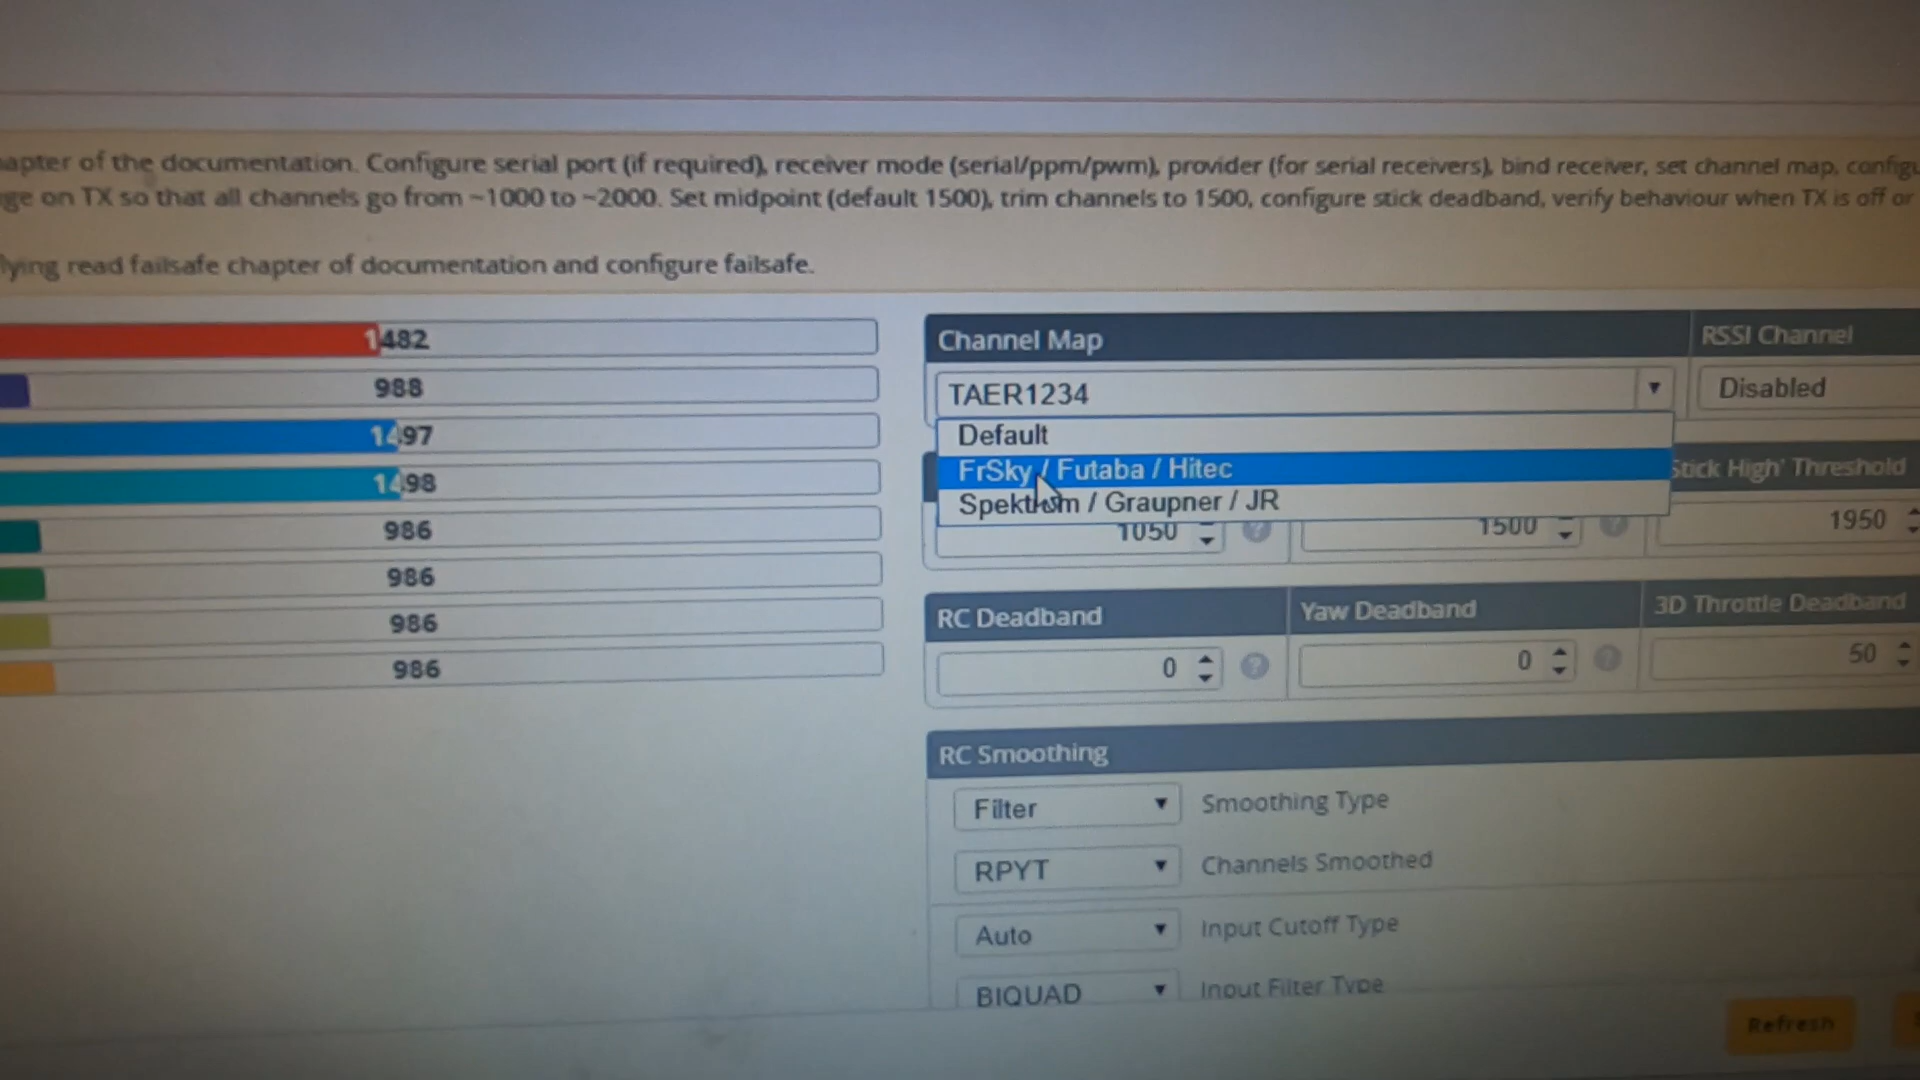 apter of the documentation. Configure serial port (if required), receiver mode (serial/ppm/pwm), provider (for serial receivers), bind receiver, set channel map, configu
ge on TX so that all channels go from ~1000 to ~2000. Set midpoint (default 1500), trim channels to 1500, configure stick deadband, verify behaviour when TX is off or
lying read failsafe chapter of documentation and configure failsafe.
1482
988
1497
1498
986
986
986
986
Channel Map
RSSI Channel
TAER1234
Disabled
Default
FrSky / Futaba / Hitec
Spektrum / Graupner / JR
Stick High' Threshold
1050
1500
1950
RC Deadband
Yaw Deadband
3D Throttle Deadband
0
0
50
RC Smoothing
Filter
Smoothing Type
RPYT
Channels Smoothed
Auto
Input Cutoff Type
BIQUAD
Input Filter Type
Refresh